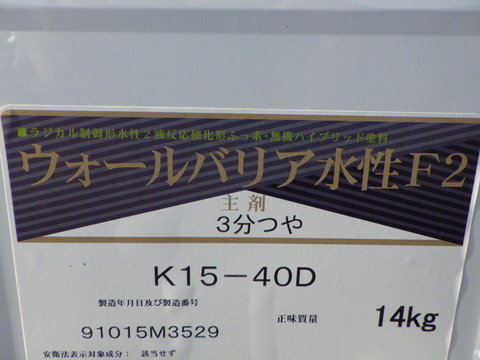 ■ラジカル制御形水性2液反応硬化形ふっ素・無機ハイブリッド塗料
ウォールバリア水性F2
主剤
3分つや
K15-40D
製造年月日及び製造番号
正味質量
14kg
91015M3529
安衛法表示対象成分: 該当せず